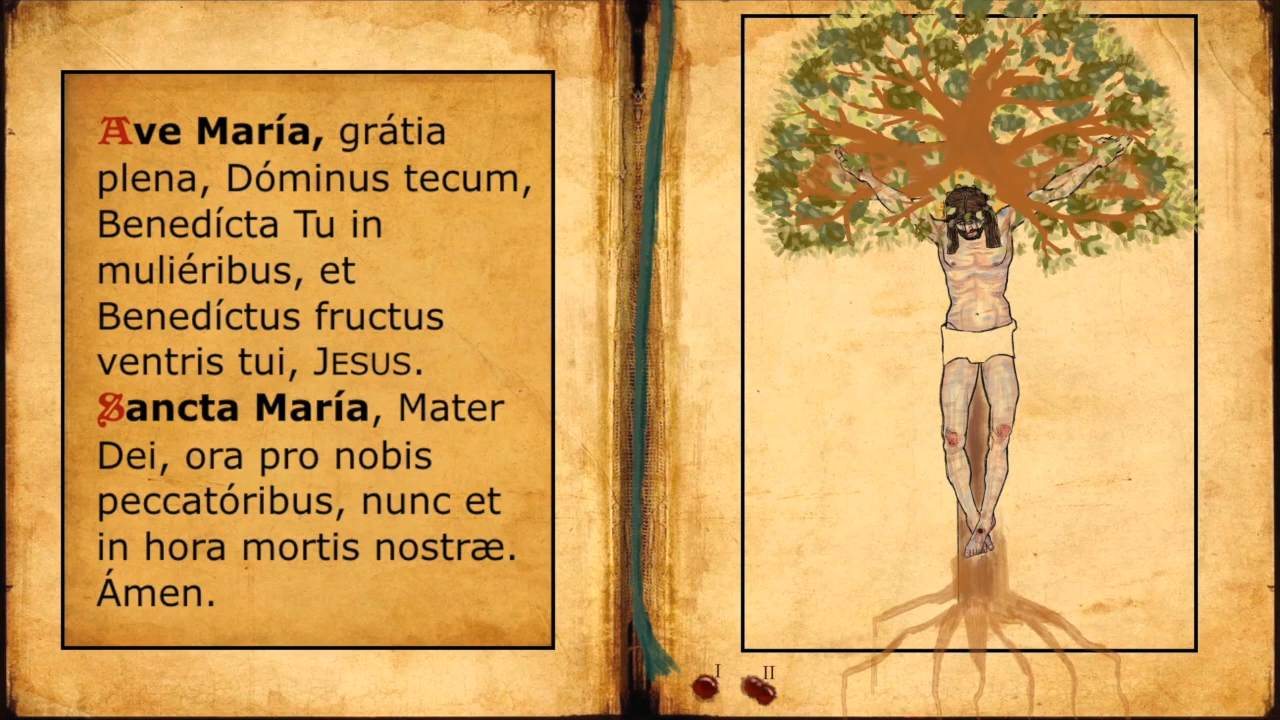 Ave María, grátia
plena, Dóminus tecum,
Benedícta Tu in
muliéribus, et
Benedíctus fructus
ventris tui, JESUS.
Sancta María, Mater
Dei, ora pro nobis
peccatóribus, nunc et
in hora mortis nostræ.
Ámen.
I II